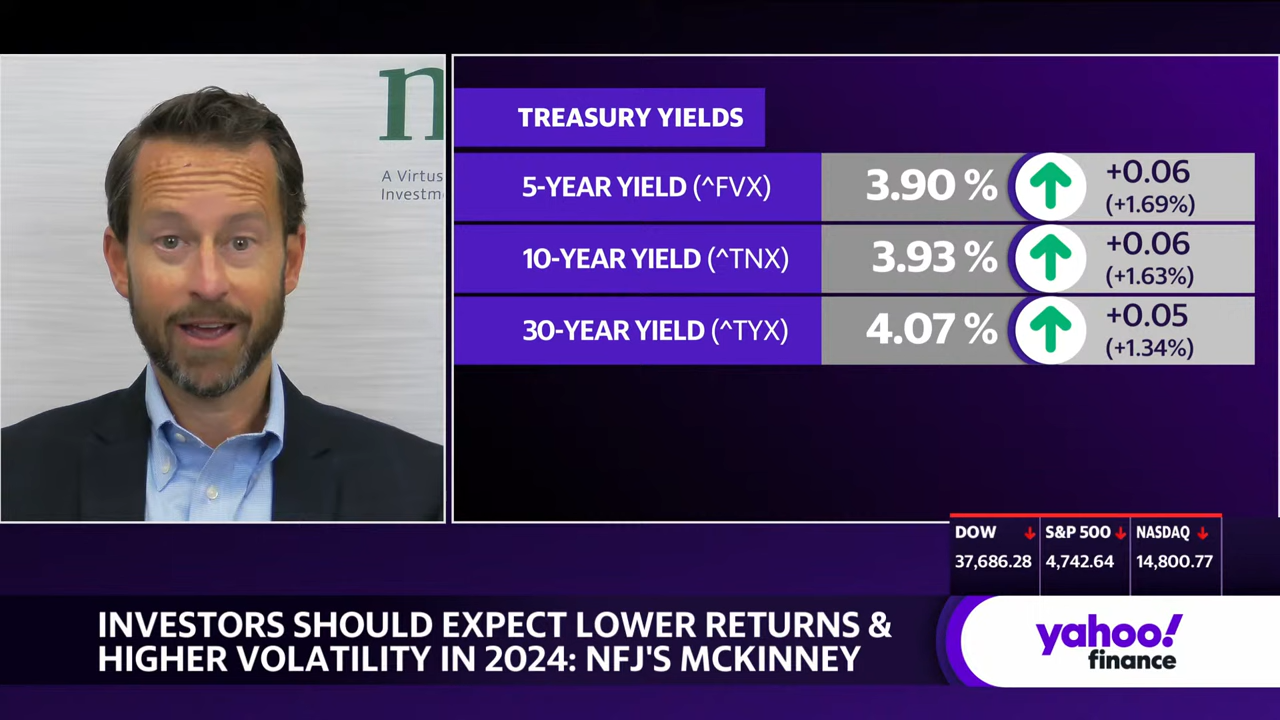 n
A Virtus
Investm
TREASURY YIELDS
5-YEAR YIELD (^FVX) 3.90 % +0.06
(+1.69%)
10-YEAR YIELD (^TNX) 3.93 % +0.06
(+1.63%)
30-YEAR YIELD (^TYX) 4.07 % +0.05
(+1.34%)
DOW S&P 500 NASDAQ
37,686.28 4,742.64 14,800.77
INVESTORS SHOULD EXPECT LOWER RETURNS &
HIGHER VOLATILITY IN 2024: NFJ'S MCKINNEY
yahoo!
finance